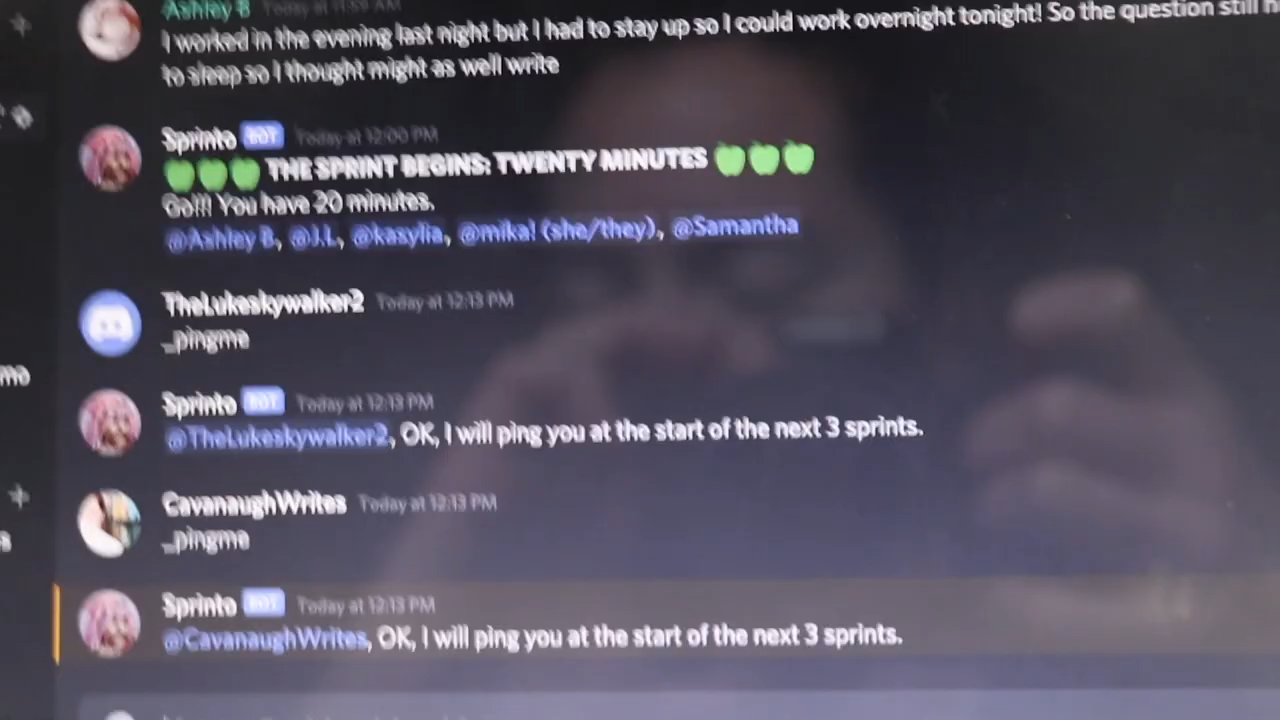 Ashley B Today at 11:59 AM
I worked in the evening last night but I had to stay up so I could work overnight tonight! So the question still
to sleep so I thought might as well write
Sprinto BOT Today at 12:00 PM
🍏🍏🍏 THE SPRINT BEGINS: TWENTY MINUTES 🍏🍏🍏
Go!!! You have 20 minutes.
@Ashley B, @J.L, @kasylia, @mika! (she/they), @Samantha
TheLukeskywalker2 Today at 12:13 PM
_pingme
Sprinto BOT Today at 12:13 PM
@TheLukeskywalker2, OK, I will ping you at the start of the next 3 sprints.
CavanaughWrites Today at 12:13 PM
_pingme
Sprinto BOT Today at 12:13 PM
@CavanaughWrites, OK, I will ping you at the start of the next 3 sprints.